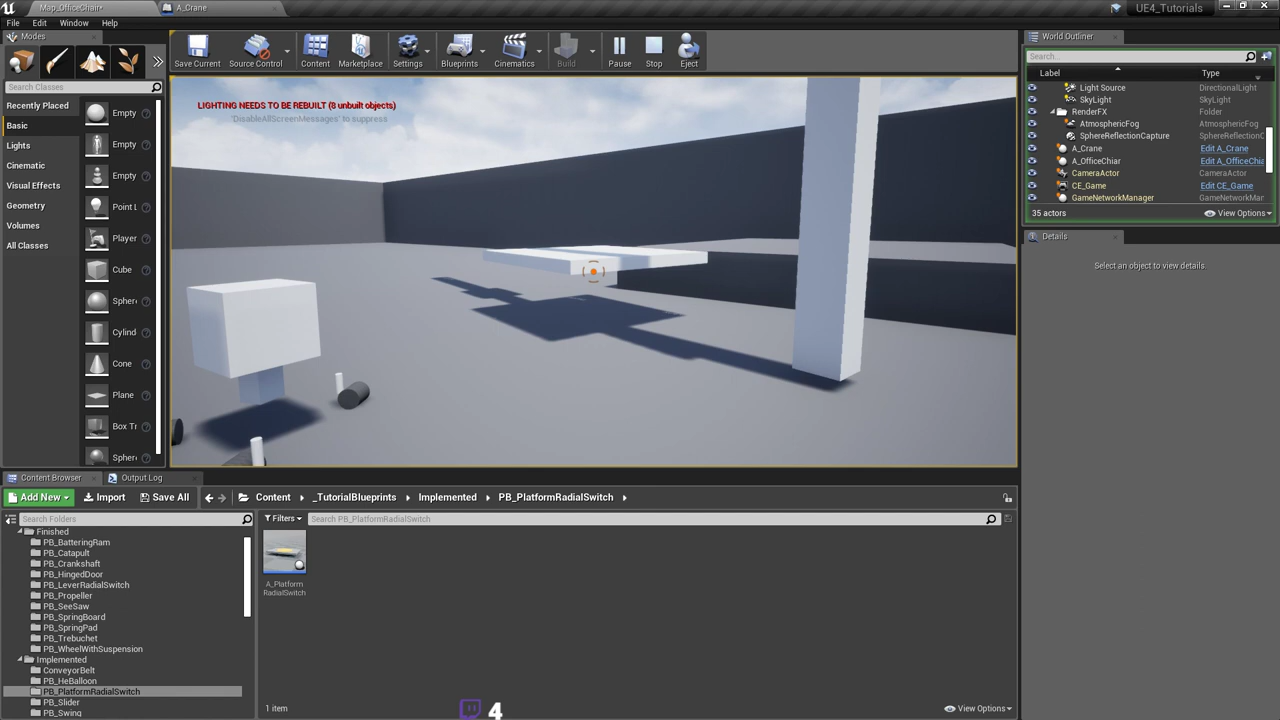 Map_OfficeChair*
A_Crane
UE4_Tutorials
File Edit Window Help
Modes
Search Classes
Recently Placed
Basic
Lights
Cinematic
Visual Effects
Geometry
Volumes
All Classes
Empty
Empty
Empty
Point L
Player
Cube
Spher
Cylind
Cone
Plane
Box Tr
Spher
Save Current
Source Control
Content
Marketplace
Settings
Blueprints
Cinematics
Build
Pause
Stop
Eject
LIGHTING NEEDS TO BE REBUILT (8 unbuilt objects)
'DisableAllScreenMessages' to suppress
World Outliner
Search...
Label Type
Light Source DirectionalLight
SkyLight SkyLight
RenderFX Folder
AtmosphericFog AtmosphericFog
SphereReflectionCapture SphereReflectionC
A_Crane Edit A_Crane
A_OfficeChiar Edit A_OfficeChia
CameraActor CameraActor
CE_Game Edit CE_Game
GameNetworkManager GameNetworkMar
35 actors
View Options
Details
Select an object to view details
Content Browser
Output Log
Add New
Import
Save All
Content
_TutorialBlueprints
Implemented
PB_PlatformRadialSwitch
Search Folders
Filters
Search PB_PlatformRadialSwitch
Finished
PB_BatteringRam
PB_Catapult
PB_Crankshaft
PB_HingedDoor
PB_LeverRadialSwitch
PB_Propeller
PB_SeeSaw
PB_SpringBoard
PB_SpringPad
PB_Trebuchet
PB_WheelWithSuspension
Implemented
ConveyorBelt
PB_HeBalloon
PB_PlatformRadialSwitch
PB_Slider
PB_Swing
A_Platform
RadialSwitch
1 item
View Options
4